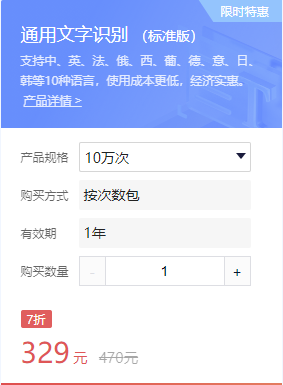 限时特惠
通用文字识别（标准版）
支持中、英、法、俄、西、葡、德、意、日、
韩等10种语言，使用成本更低，经济实惠。
产品详情 >
产品规格 10万次
购买方式 按次数包
有效期 1年
购买数量 - 1 +
7折
329 元 470元